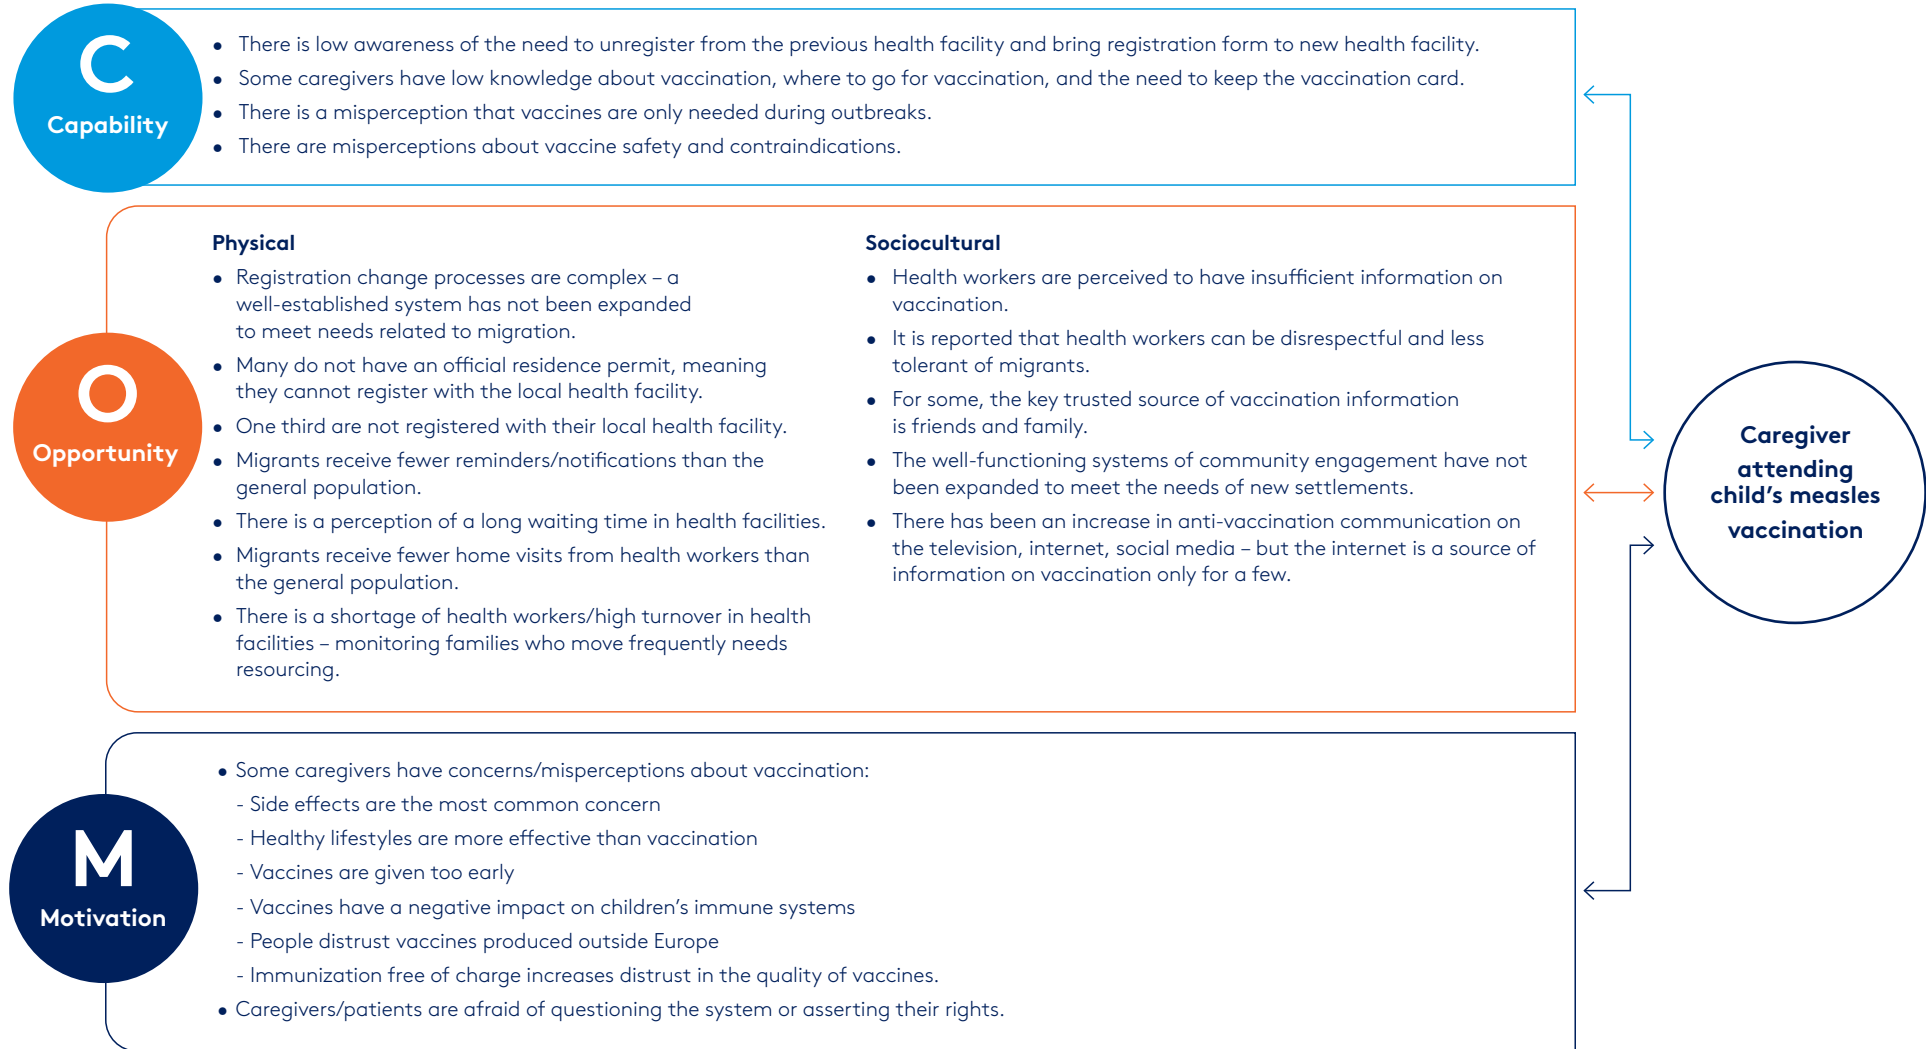 C
Capability
• There is low awareness of the need to unregister from the previous health facility and bring registration form to new health facility.
• Some caregivers have low knowledge about vaccination, where to go for vaccination, and the need to keep the vaccination card.
• There is a misperception that vaccines are only needed during outbreaks.
• There are misperceptions about vaccine safety and contraindications.
O
Opportunity
Physical
• Registration change processes are complex – a
well-established system has not been expanded
to meet needs related to migration.
• Many do not have an official residence permit, meaning
they cannot register with the local health facility.
• One third are not registered with their local health facility.
• Migrants receive fewer reminders/notifications than the
general population.
• There is a perception of a long waiting time in health facilities.
• Migrants receive fewer home visits from health workers than
the general population.
• There is a shortage of health workers/high turnover in health
facilities – monitoring families who move frequently needs
resourcing.
Sociocultural
• Health workers are perceived to have insufficient information on
vaccination.
• It is reported that health workers can be disrespectful and less
tolerant of migrants.
• For some, the key trusted source of vaccination information
is friends and family.
• The well-functioning systems of community engagement have not
been expanded to meet the needs of new settlements.
• There has been an increase in anti-vaccination communication on
the television, internet, social media – but the internet is a source of
information on vaccination only for a few.
M
Motivation
• Some caregivers have concerns/misperceptions about vaccination:
- Side effects are the most common concern
- Healthy lifestyles are more effective than vaccination
- Vaccines are given too early
- Vaccines have a negative impact on children's immune systems
- People distrust vaccines produced outside Europe
- Immunization free of charge increases distrust in the quality of vaccines.
• Caregivers/patients are afraid of questioning the system or asserting their rights.
Caregiver
attending
child's measles
vaccination